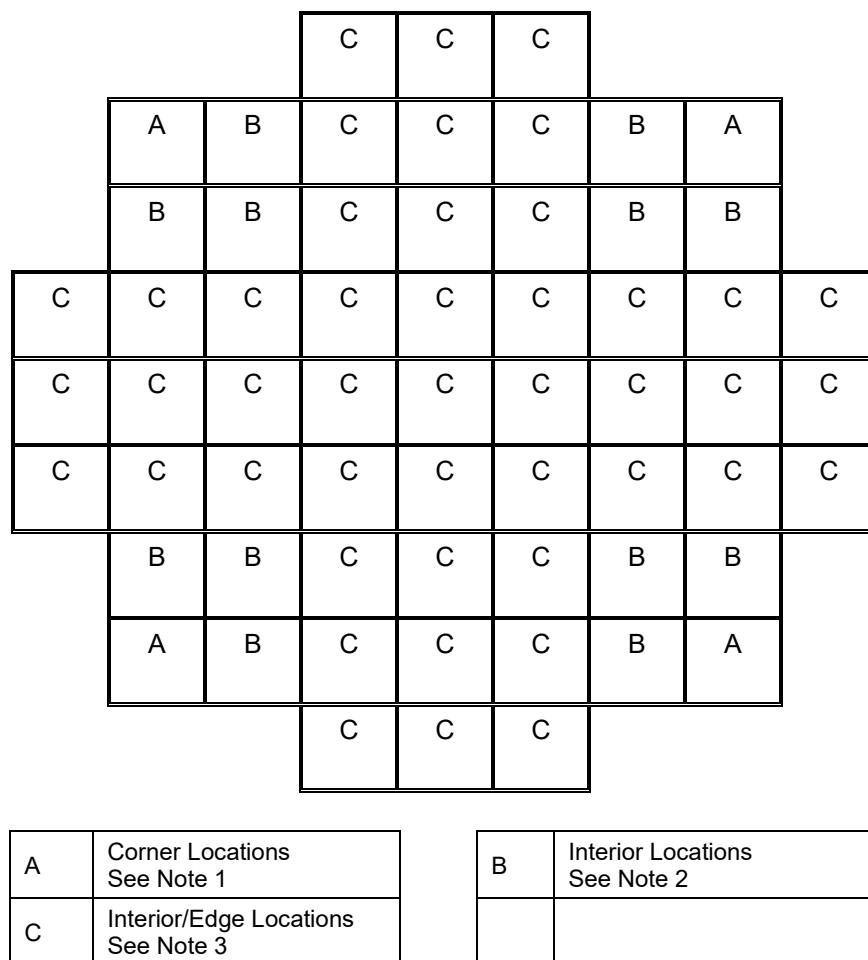 C C C
A B C C C B A
B B C C C B B
C C C C C C C C C
C C C C C C C C C
C C C C C C C C C
B B C C C B B
A B C C C B A
C C C
A Corner Locations
See Note 1
B Interior Locations
See Note 2
C Interior/Edge Locations
See Note 3